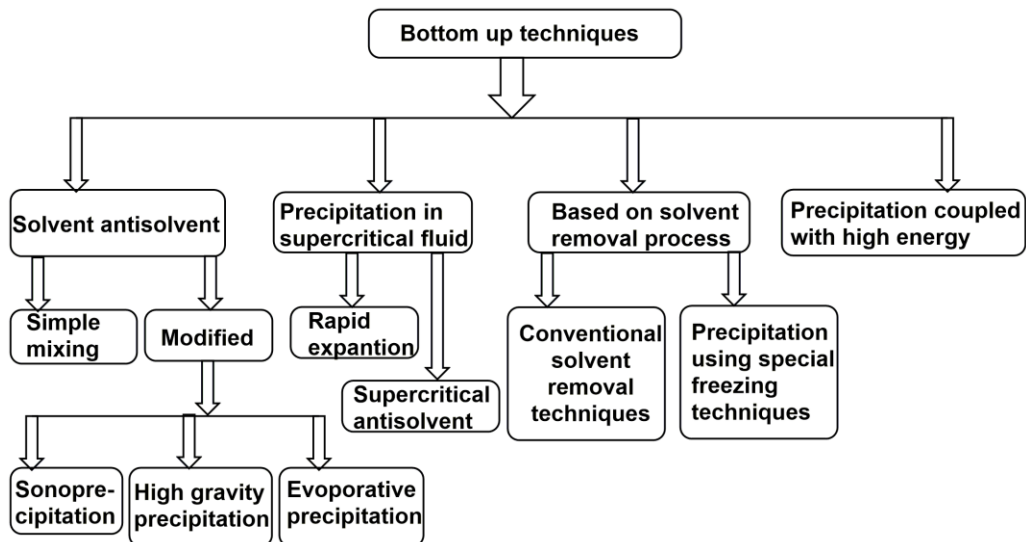 Bottom up techniques
Solvent antisolvent
Precipitation in
supercritical fluid
Based on solvent
removal process
Precipitation coupled
with high energy
Simple
mixing
Modified
Rapid
expantion
Supercritical
antisolvent
Conventional
solvent
removal
techniques
Precipitation
using special
freezing
techniques
Sonopre-
cipitation
High gravity
precipitation
Evoporative
precipitation